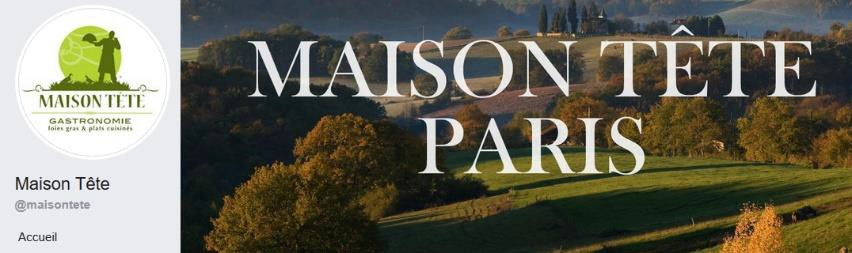 MAISON TÊTE
GASTRONOMIE
foies gras & plats cuisinés
Maison Tête
@maisontete
Accueil
MAISON TÊTE
PARIS